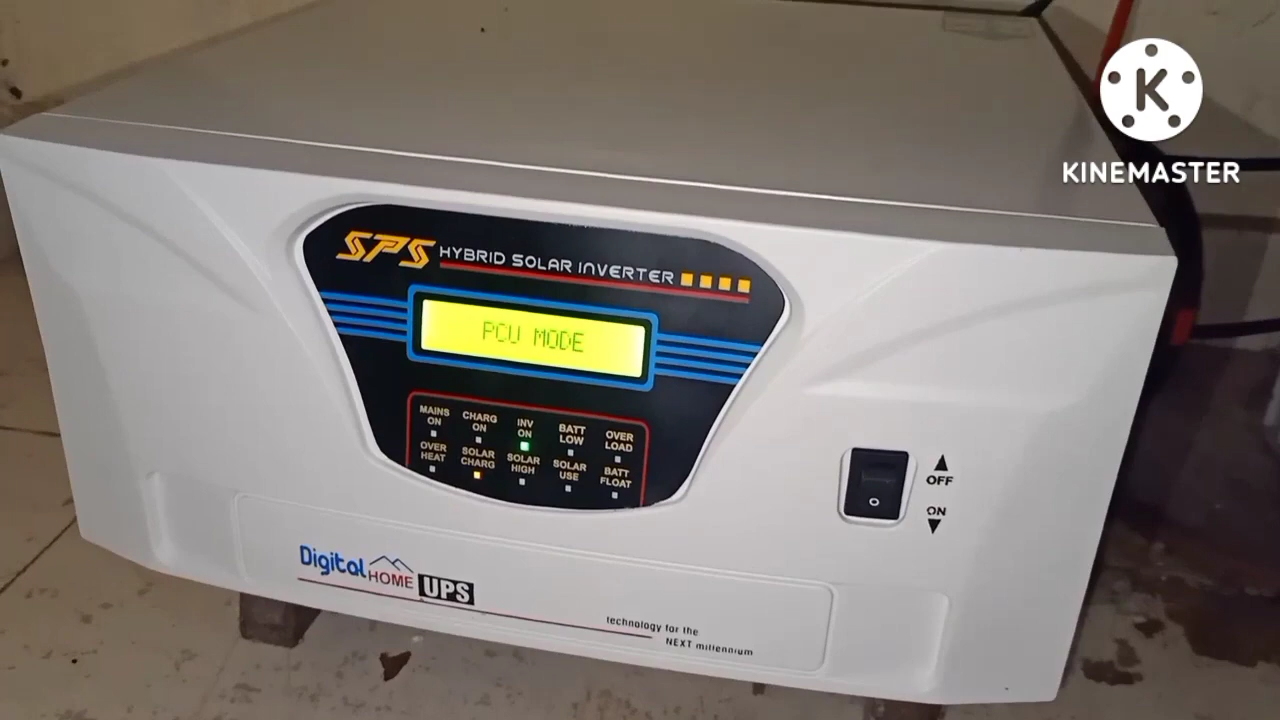 KINEMASTER
SPS HYBRID SOLAR INVERTER
PCU MODE
MAINS ON
CHARG ON
INV ON
BATT LOW
OVER LOAD
OVER HEAT
SOLAR CHARG
SOLAR HIGH
SOLAR USE
BATT FLOAT
OFF
ON
Digital HOME UPS
technology for the
NEXT millennium